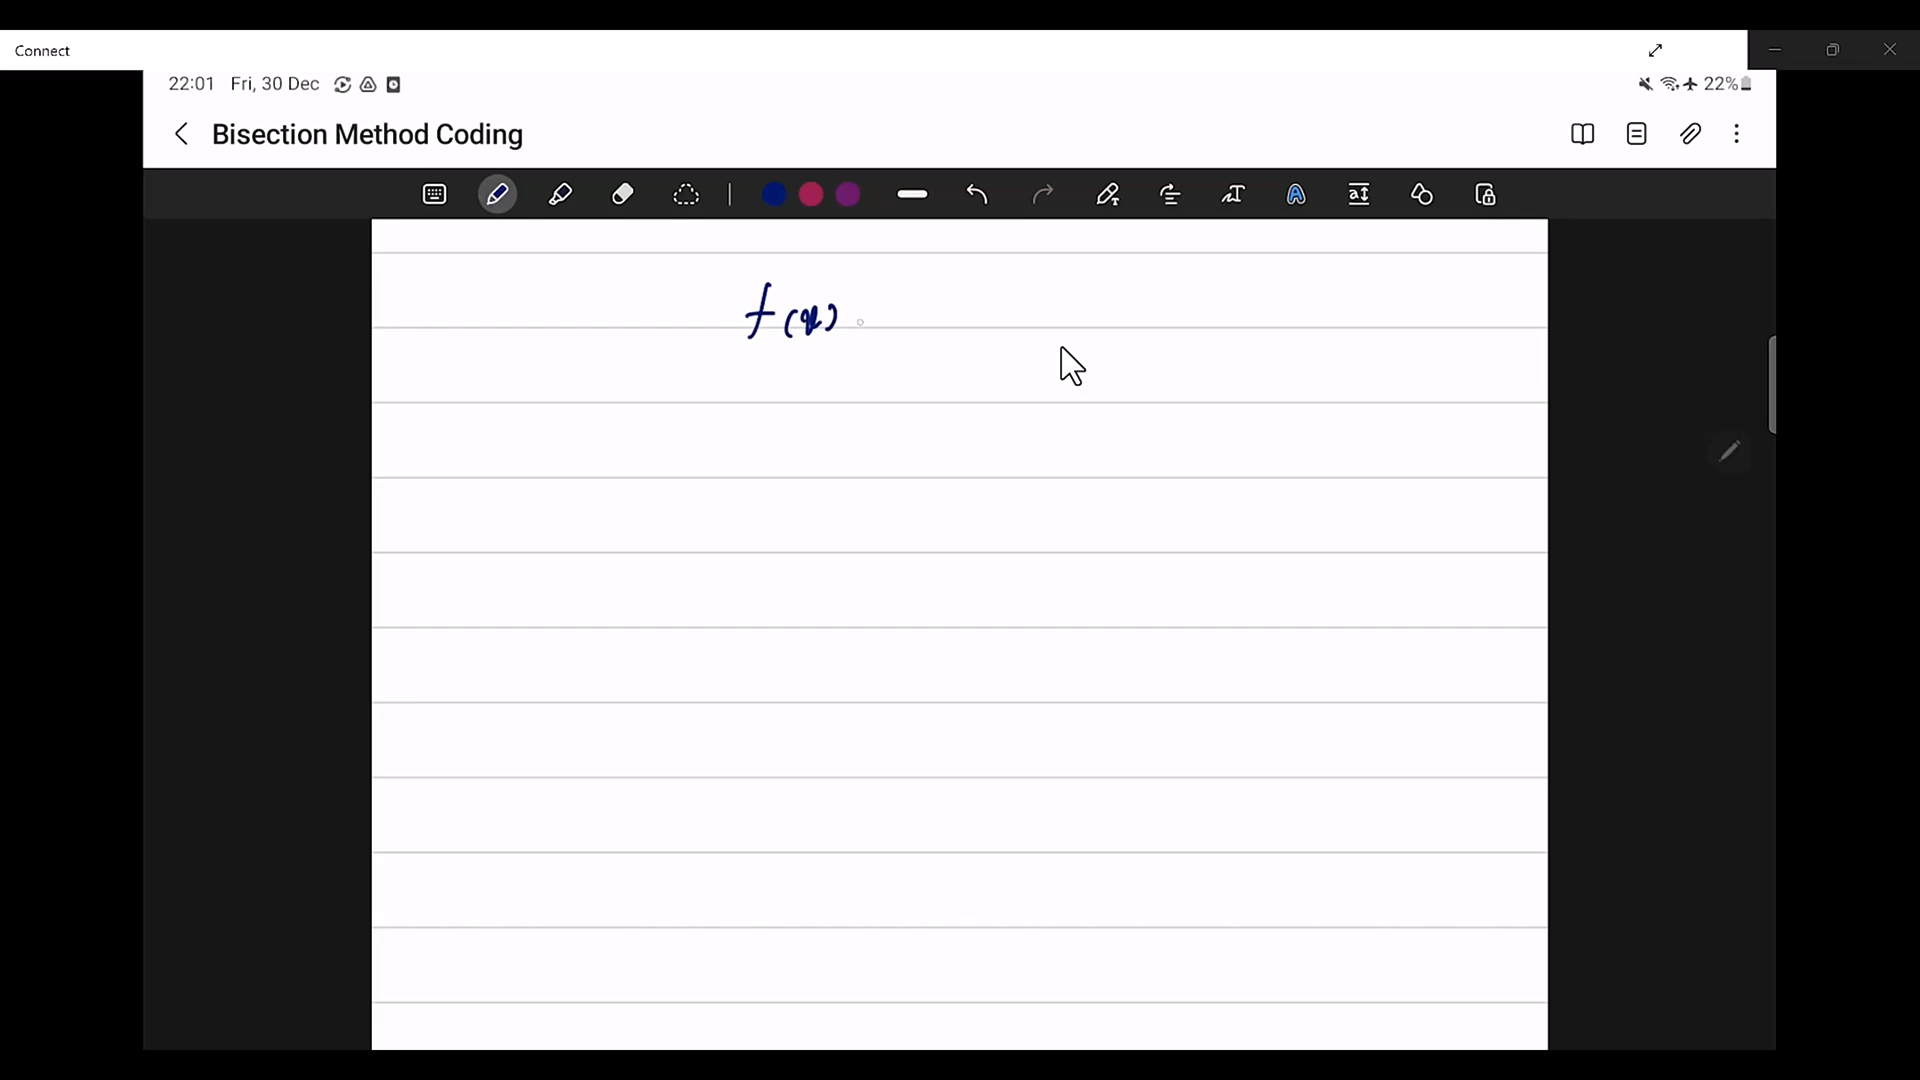 Connect
22:01 Fri, 30 Dec 22%
Bisection Method Coding
f(x)